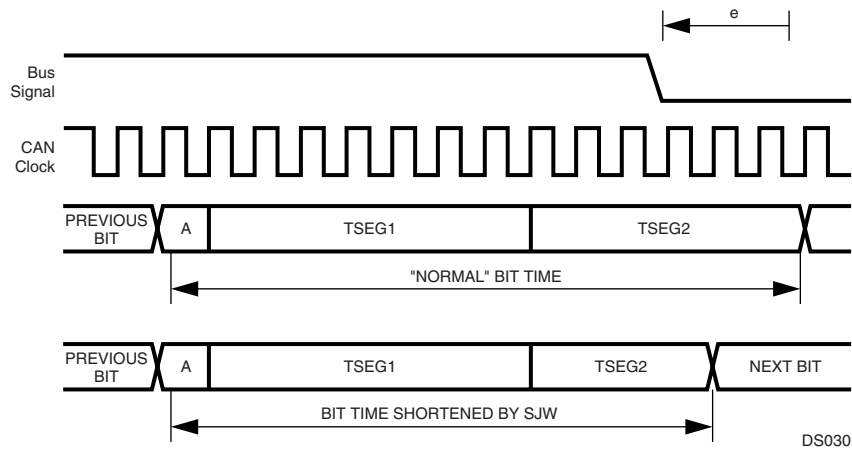 e
Bus
Signal
CAN
Clock
PREVIOUS
BIT
A
TSEG1
TSEG2
"NORMAL" BIT TIME
PREVIOUS
BIT
A
TSEG1
TSEG2
NEXT BIT
BIT TIME SHORTENED BY SJW
DS030